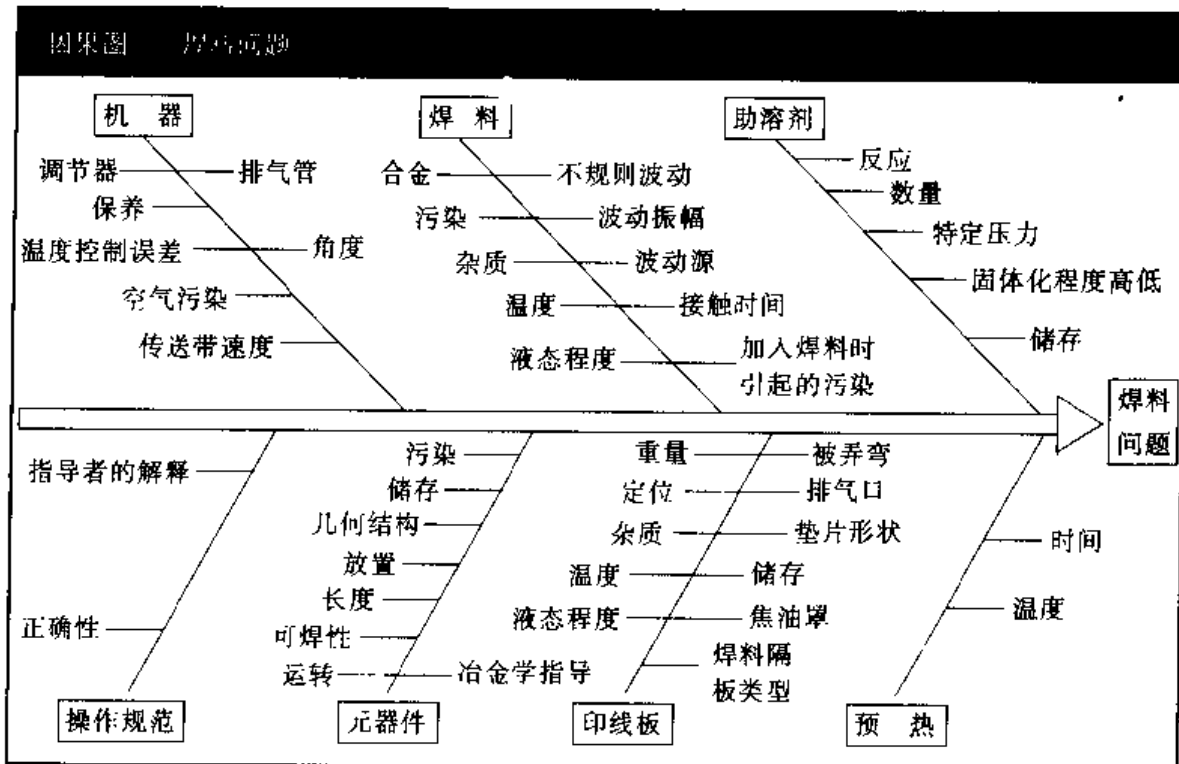 因果图 焊料问题
机 器
焊 料
助溶剂
调节器
排气管
保养
温度控制误差
角度
空气污染
传送带速度
合金
不规则波动
污染
波动振幅
杂质
波动源
温度
接触时间
液态程度
加入焊料时
引起的污染
反应
数量
特定压力
固体化程度高低
储存
焊料
问题
指导者的解释
正确性
污染
储存
几何结构
放置
长度
可焊性
运转
冶金学指导
重量
被弄弯
定位
排气口
杂质
垫片形状
温度
储存
液态程度
焦油罩
焊料隔
板类型
时间
温度
操作规范
元器件
印线板
预 热